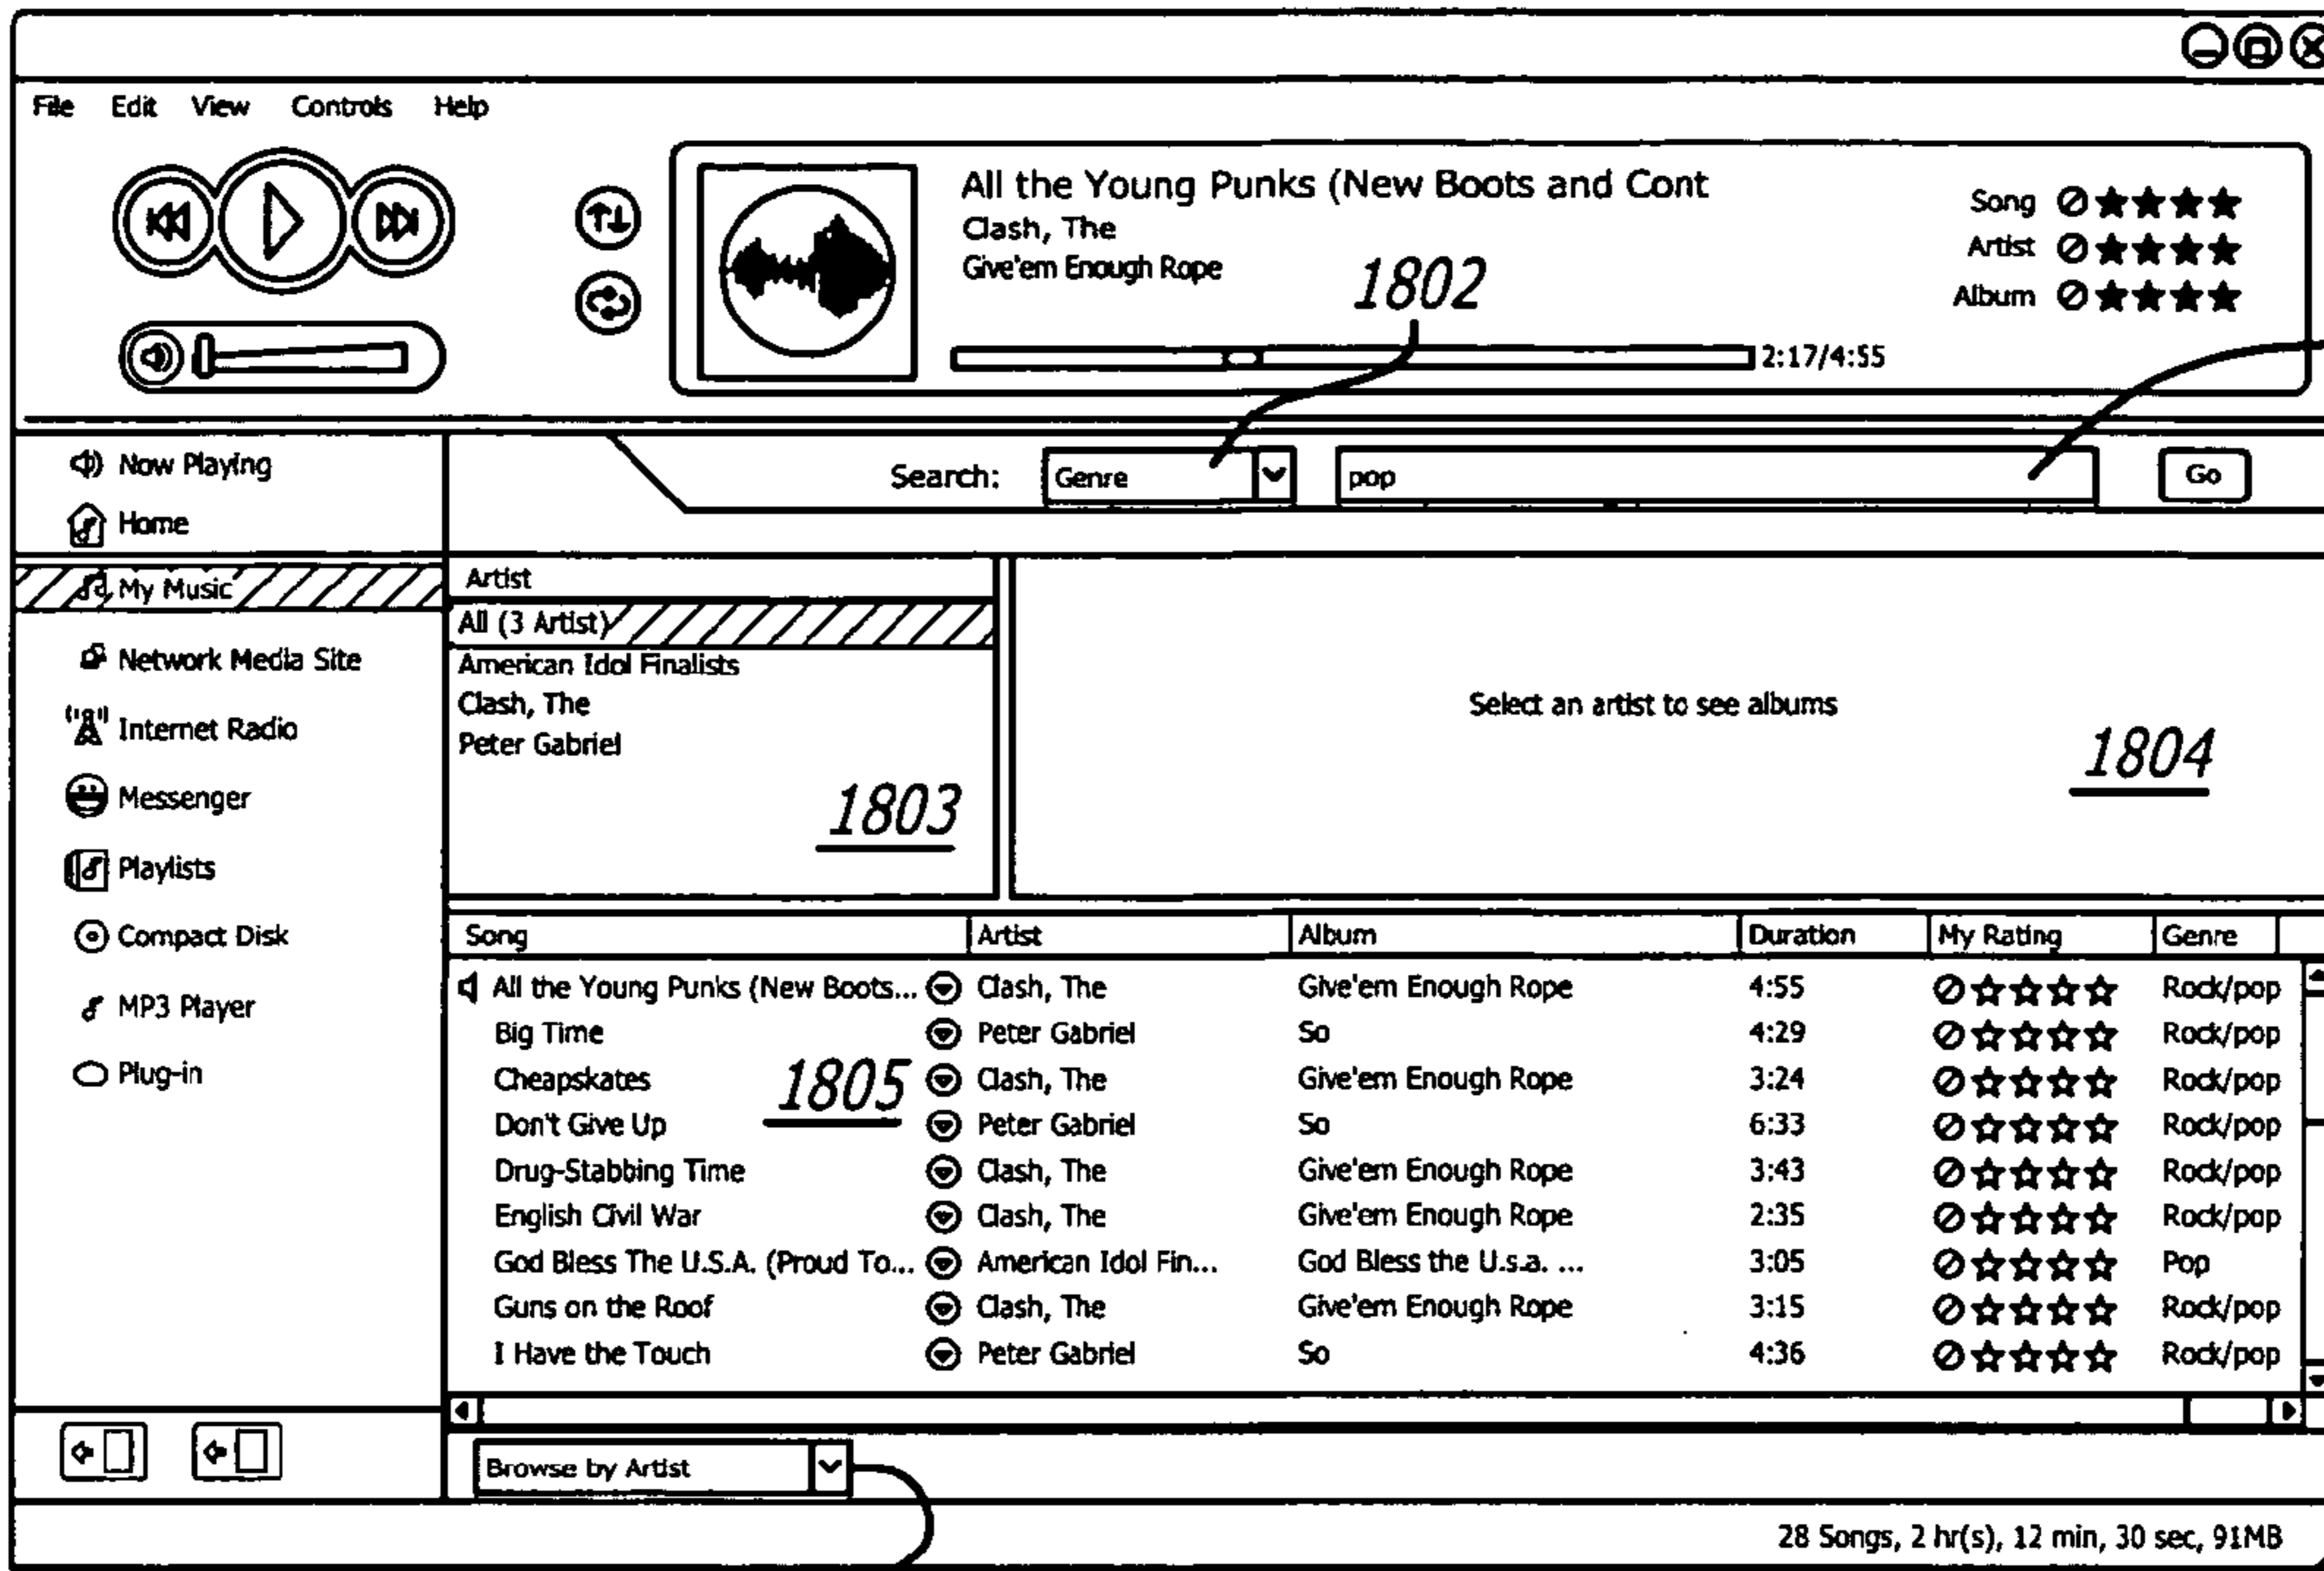 File Edit View Controls Help
All the Young Punks (New Boots and Cont
Clash, The
Give'em Enough Rope
1802
Song
Artist
Album
2:17/4:55
Now Playing
Home
My Music
Network Media Site
Internet Radio
Messenger
Playlists
Compact Disk
MP3 Player
Plug-in
Search: Genre pop Go
Artist
All (3 Artist)
American Idol Finalists
Clash, The
Peter Gabriel
1803
Select an artist to see albums
1804
Song Artist Album Duration My Rating Genre
All the Young Punks (New Boots... Clash, The Give'em Enough Rope 4:55 Rock/pop
Big Time Peter Gabriel So 4:29 Rock/pop
Cheapskates Clash, The Give'em Enough Rope 3:24 Rock/pop
1805
Don't Give Up Peter Gabriel So 6:33 Rock/pop
Drug-Stabbing Time Clash, The Give'em Enough Rope 3:43 Rock/pop
English Civil War Clash, The Give'em Enough Rope 2:35 Rock/pop
God Bless The U.S.A. (Proud To... American Idol Fin... God Bless the U.s.a. ... 3:05 Pop
Guns on the Roof Clash, The Give'em Enough Rope 3:15 Rock/pop
I Have the Touch Peter Gabriel So 4:36 Rock/pop
Browse by Artist
28 Songs, 2 hr(s), 12 min, 30 sec, 91MB